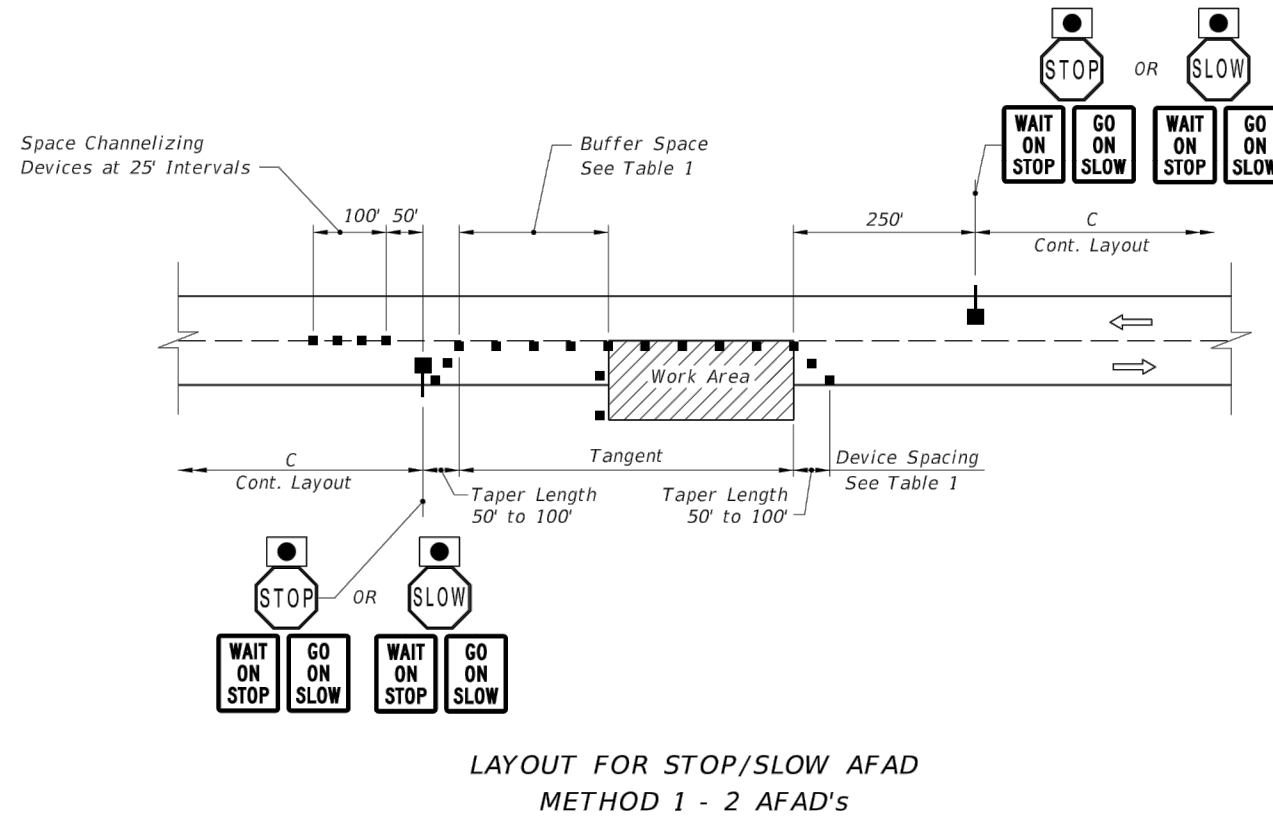 STOP
OR
SLOW
WAIT
ON
STOP
GO
ON
SLOW
WAIT
ON
STOP
GO
ON
SLOW
Space Channelizing
Devices at 25' Intervals
Buffer Space
See Table 1
100'
50'
250'
C
Cont. Layout
Work Area
C
Cont. Layout
Tangent
Taper Length
50' to 100'
Taper Length
50' to 100'
Device Spacing
See Table 1
STOP
OR
SLOW
WAIT
ON
STOP
GO
ON
SLOW
WAIT
ON
STOP
GO
ON
SLOW
LAYOUT FOR STOP/SLOW AFAD
METHOD 1 - 2 AFAD's